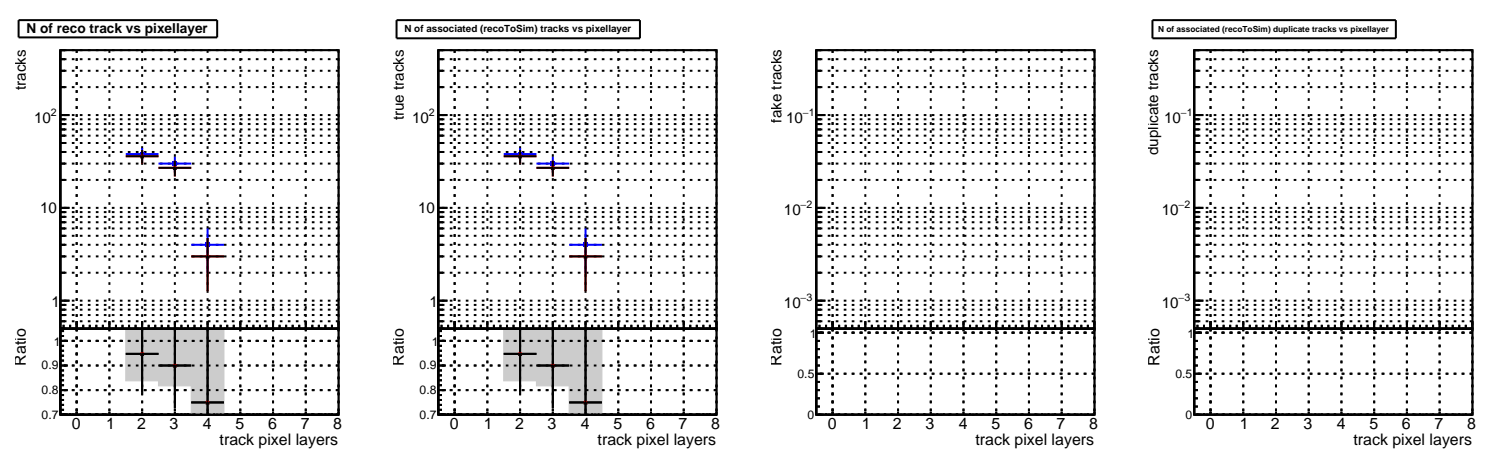 N of reco track vs pixellayer
tracks
10²
10
1
Ratio
1
0.9
0.8
0.7
0 1 2 3 4 5 6 7 8
track pixel layers
N of associated (recoToSim) tracks vs pixellayer
true tracks
10²
10
1
Ratio
1
0.9
0.8
0.7
0 1 2 3 4 5 6 7 8
track pixel layers
fake tracks
10⁻¹
10⁻²
10⁻³
Ratio
1
0.5
0
0 1 2 3 4 5 6 7 8
track pixel layers
N of associated (recoToSim) duplicate tracks vs pixellayer
duplicate tracks
10⁻¹
10⁻²
10⁻³
Ratio
1
0.5
0
0 1 2 3 4 5 6 7 8
track pixel layers